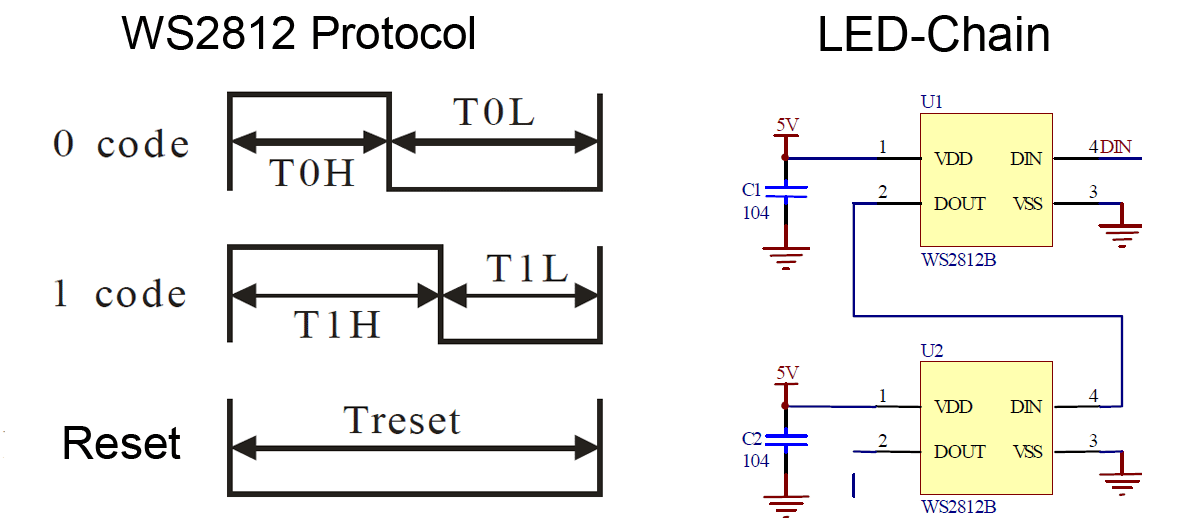 WS2812 Protocol
0 code
T0H
T0L
1 code
T1H
T1L
Reset
Treset
LED-Chain
U1
5V
1
VDD
DIN
4
DIN
C1
104
2
DOUT
VSS
3
WS2812B
U2
5V
1
VDD
DIN
4
C2
104
2
DOUT
VSS
3
WS2812B